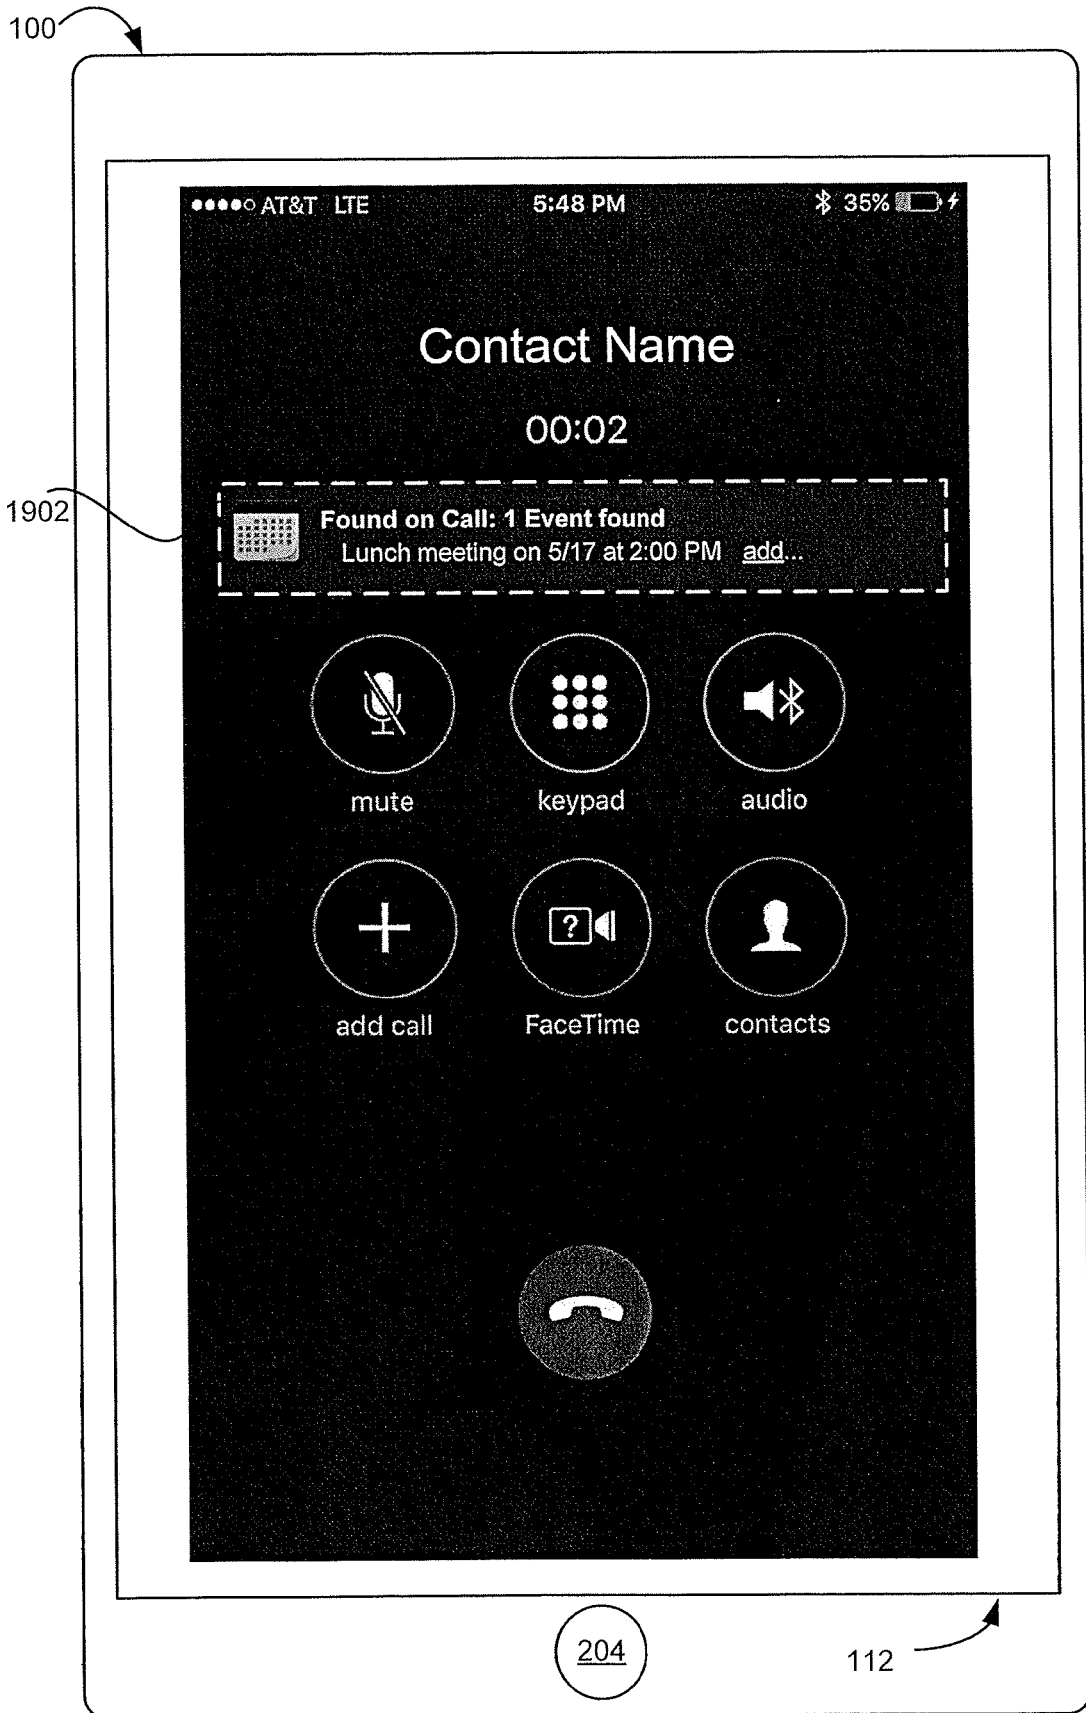 100
●●●●○ AT&T LTE 5:48 PM 35%
Contact Name
00:02
1902
Found on Call: 1 Event found
Lunch meeting on 5/17 at 2:00 PM add...
mute keypad audio
?
add call FaceTime contacts
204
112